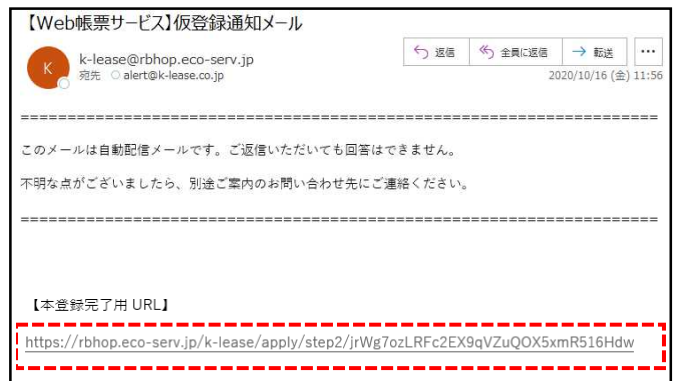 【Web帳票サービス】仮登録通知メール
K
k-lease@rbhop.eco-serv.jp
宛先 ○ alert@k-lease.co.jp
返信 全員に返信 → 転送 ...
2020/10/16 (金) 11:56
======================================================================
このメールは自動配信メールです。ご返信いただいても回答はできません。
不明な点がございましたら、別途ご案内のお問い合わせ先にご連絡ください。
======================================================================
【本登録完了用 URL】
https://rbhop.eco-serv.jp/k-lease/apply/step2/jrWg7ozLRFc2EX9qVZuQOX5xmR516Hdw